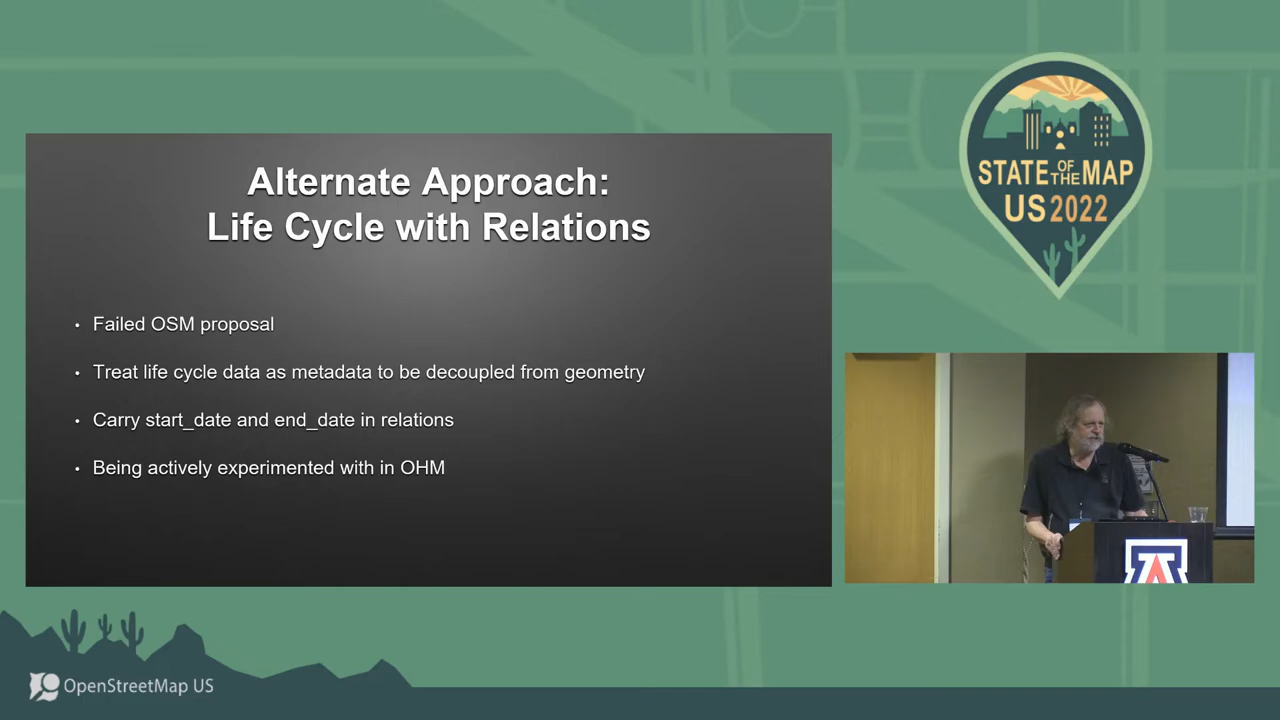 Alternate Approach:
Life Cycle with Relations
• Failed OSM proposal
• Treat life cycle data as metadata to be decoupled from geometry
• Carry start_date and end_date in relations
• Being actively experimented with in OHM
STATE OF THE MAP
US 2022
A
OpenStreetMap US